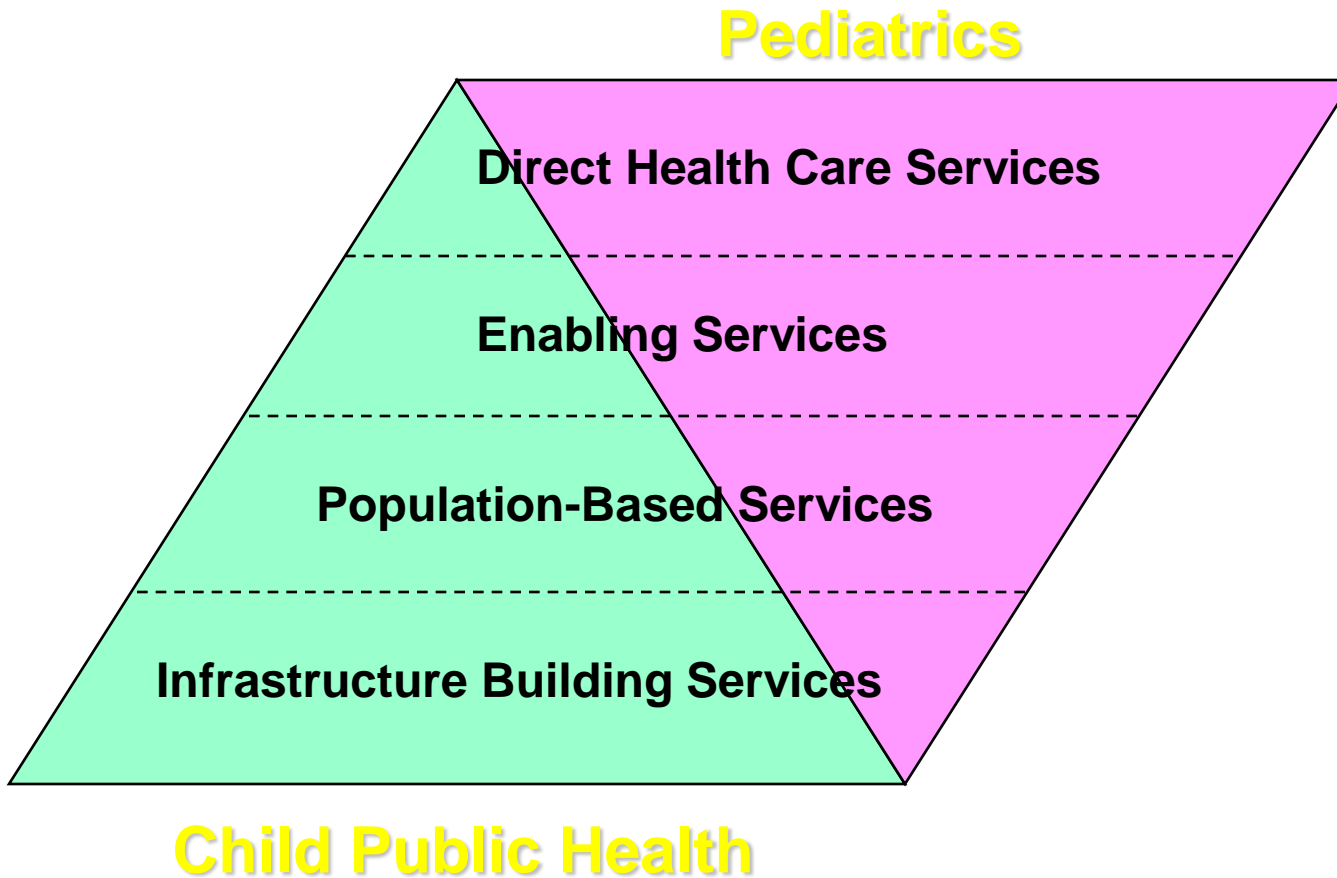 Pediatrics
Direct Health Care Services
Enabling Services
Population-Based Services
Infrastructure Building Services
Child Public Health